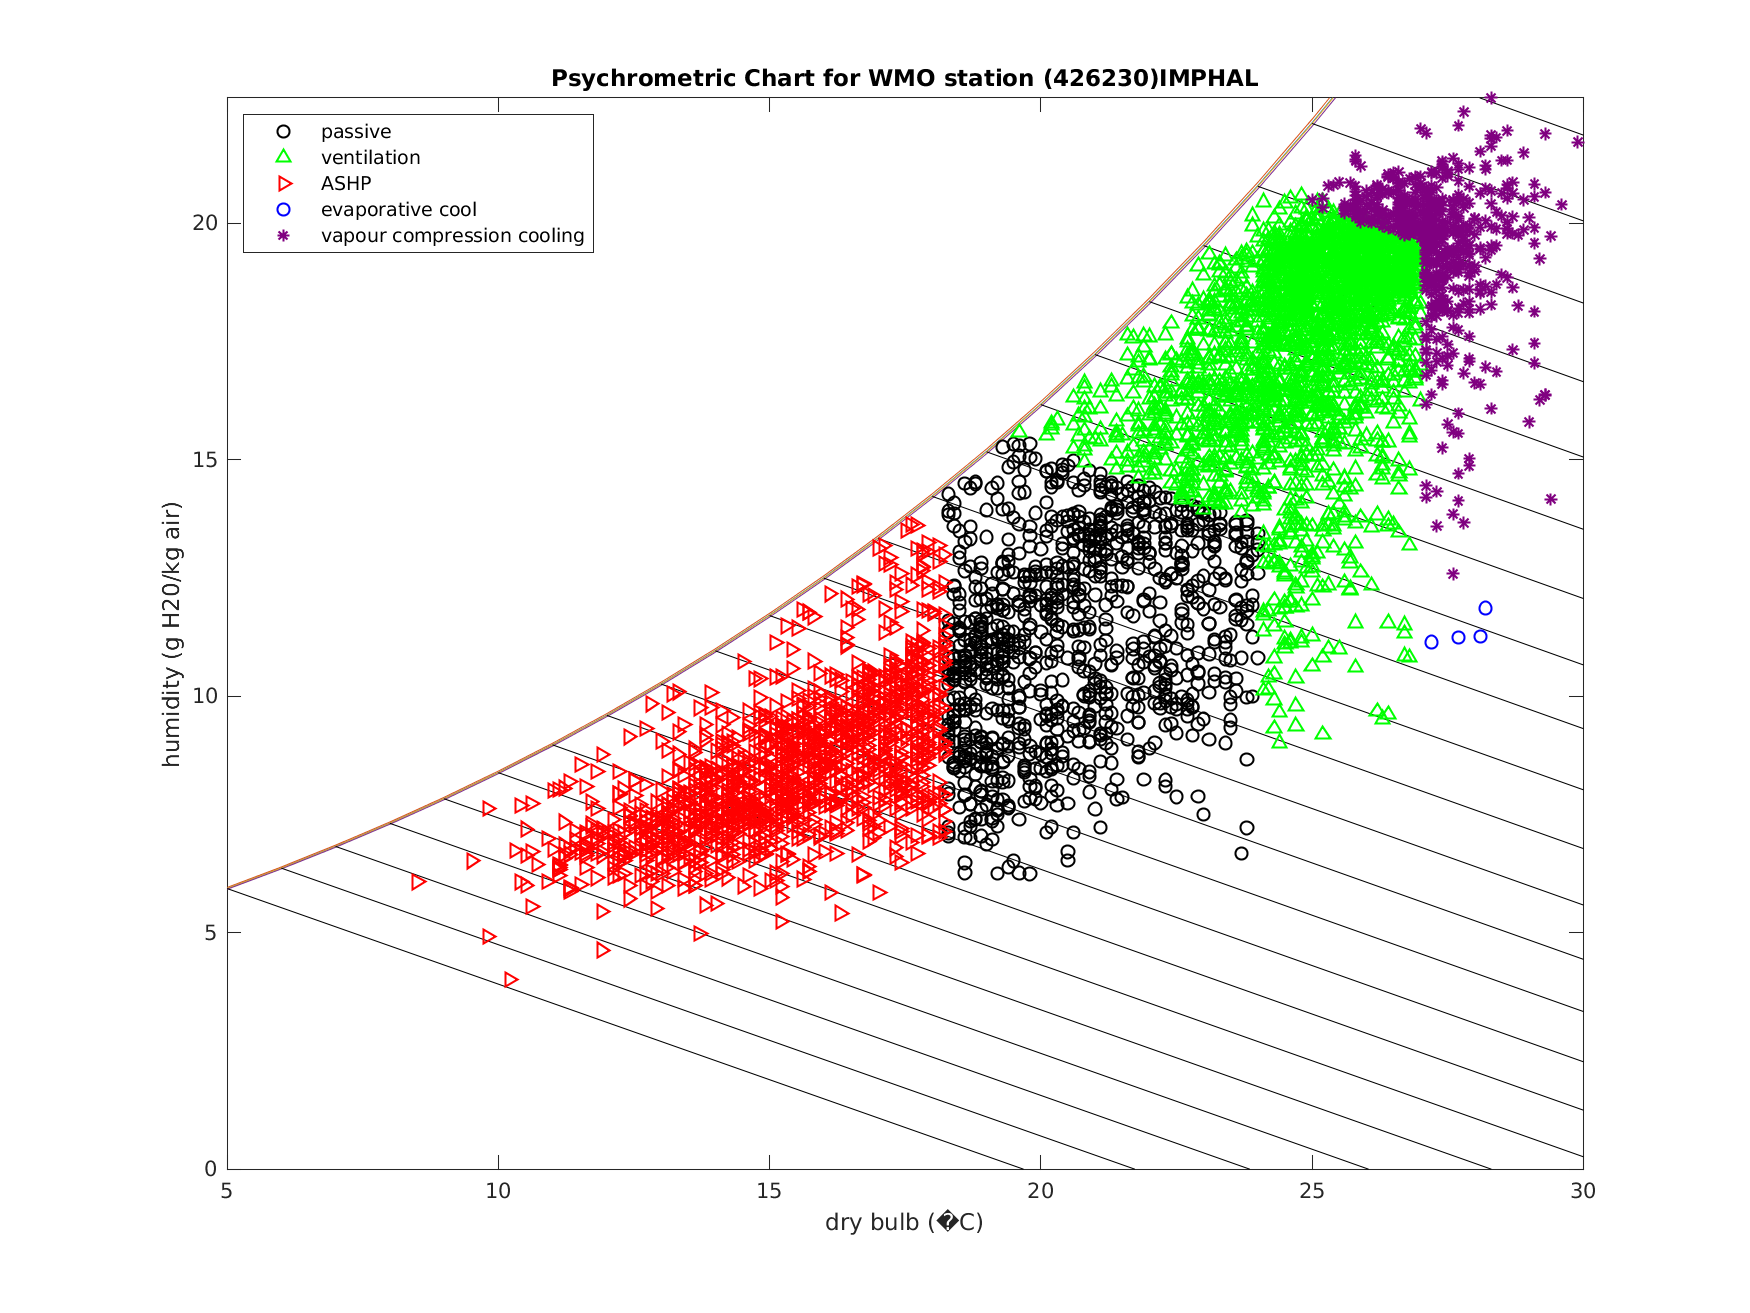 Psychrometric Chart for WMO station (426230)IMPHAL
passive
ventilation
ASHP
evaporative cool
vapour compression cooling
20
15
10
5
0
humidity (g H20/kg air)
5 10 15 20 25 30
dry bulb (�C)